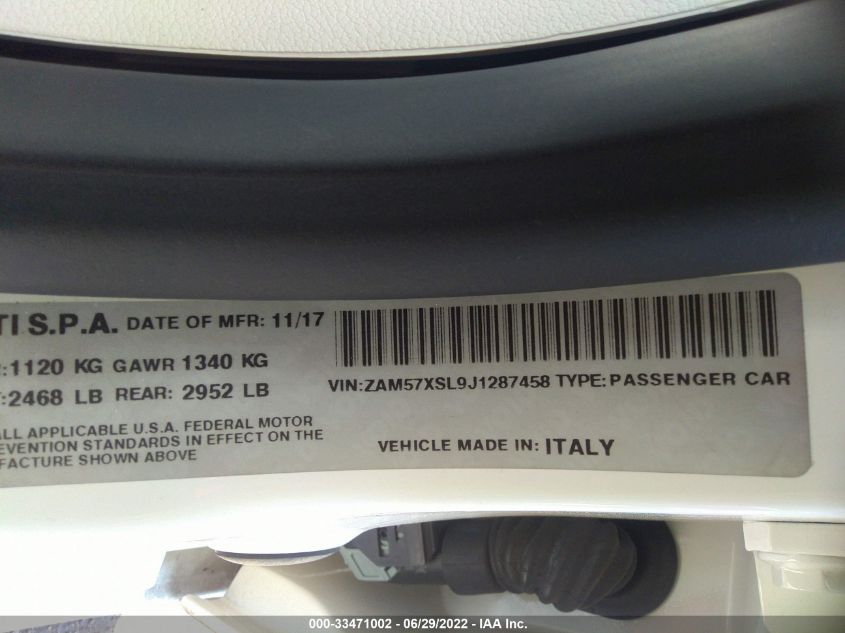 TI S.P.A. DATE OF MFR: 11/17
:1120 KG GAWR 1340 KG
:2468 LB REAR: 2952 LB
ALL APPLICABLE U.S.A. FEDERAL MOTOR
EVENTION STANDARDS IN EFFECT ON THE
FACTURE SHOWN ABOVE
VIN:ZAM57XSL9J1287458 TYPE:PASSENGER CAR
VEHICLE MADE IN: ITALY
000-33471002 - 06/29/2022 - IAA Inc.